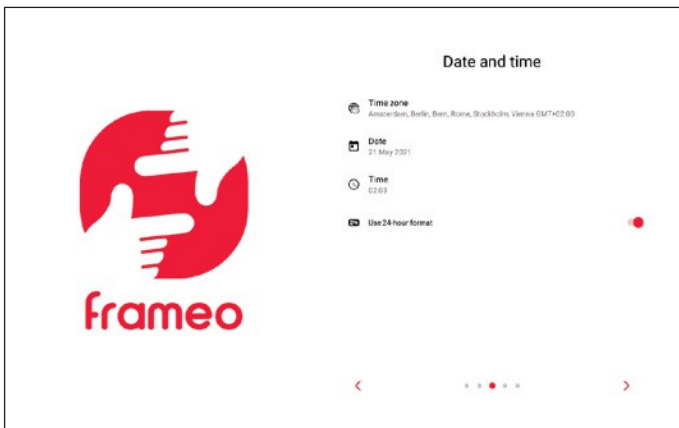 frameo
Date and time
Time zone
Amsterdam, Berlin, Bern, Rome, Stockholm, Vienna GMT+02:00
Date
21 May 2021
Time
02:03
Use 24-hour format